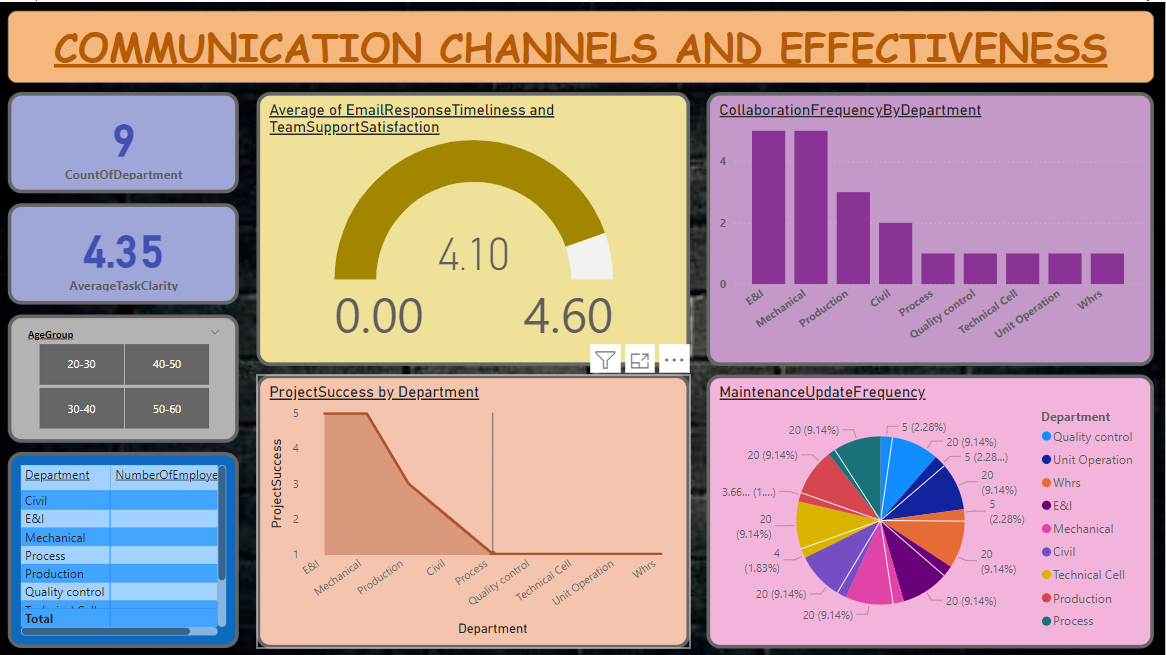 COMMUNICATION CHANNELS AND EFFECTIVENESS
9
CountOfDepartment
4.35
AverageTaskClarity
AgeGroup
20-30
40-50
30-40
50-60
Department
NumberOfEmploye
Civil
E&I
Mechanical
Process
Production
Quality control
Total
Average of EmailResponseTimeliness and
TeamSupportSatisfaction
4.10
0.00
4.60
CollaborationFrequencyByDepartment
4
2
0
E&I
Mechanical
Production
Civil
Process
Quality control
Technical Cell
Unit Operation
Whrs
ProjectSuccess by Department
ProjectSuccess
5
4
3
2
1
E&I
Mechanical
Production
Civil
Process
Quality control
Technical Cell
Unit Operation
Whrs
Department
MaintenanceUpdateFrequency
5 (2.28%)
20 (9.14%)
5 (2.28...)
20
(9.14%)
5
(2.28%)
20
(9.14%)
20 (9.14%)
20 (9.14%)
20 (9.14%)
4
(1.83%)
20
(9.14%)
3.66... (1....)
20 (9.14%)
20 (9.14%)
Department
Quality control
Unit Operation
Whrs
E&I
Mechanical
Civil
Technical Cell
Production
Process